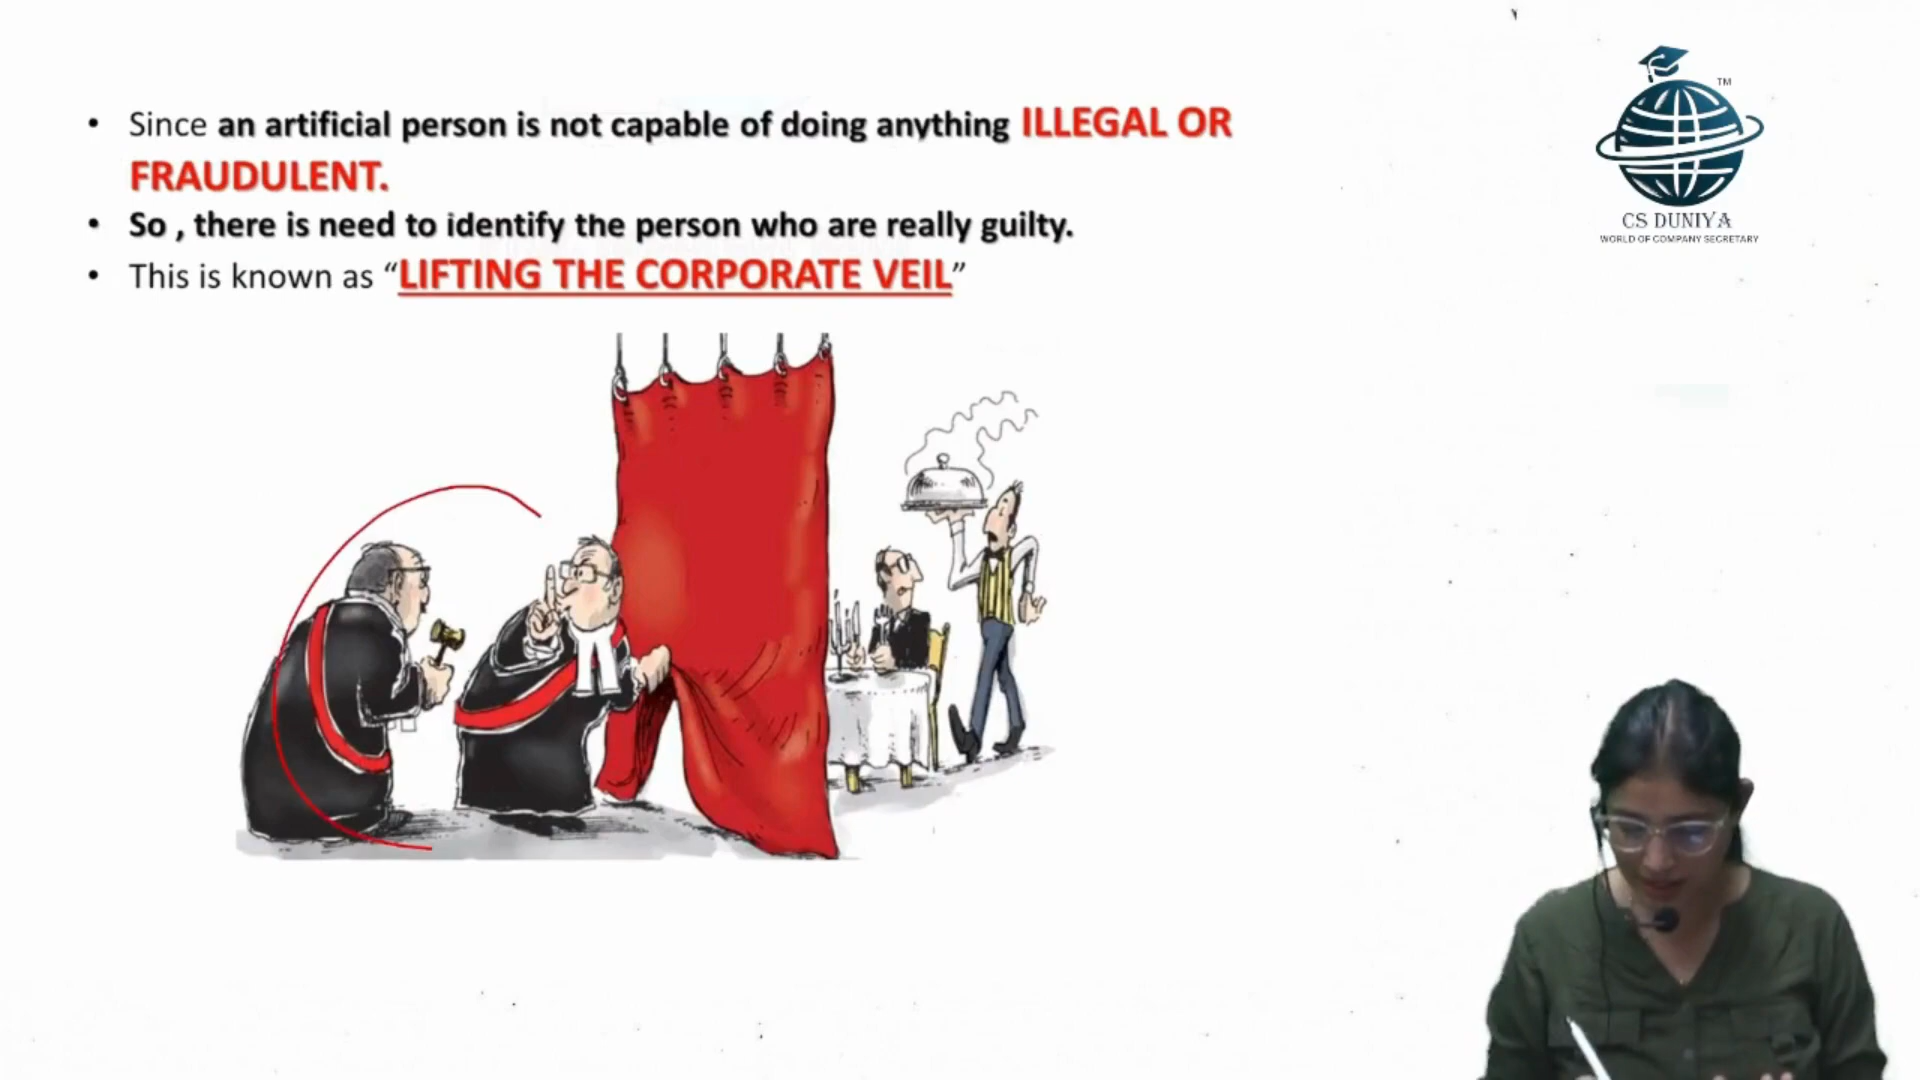 • Since an artificial person is not capable of doing anything ILLEGAL OR
FRAUDULENT.
• So , there is need to identify the person who are really guilty.
• This is known as “LIFTING THE CORPORATE VEIL”
TM
CS DUNIYA
WORLD OF COMPANY SECRETARY